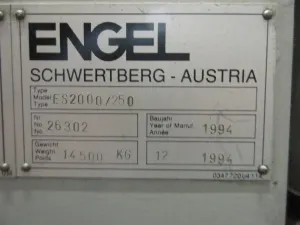 ENGEL
SCHWERTBERG - AUSTRIA
Type
Model
Type
ES2000/250
Nr.
No.
No.
26302
Baujahr
Year of Manuf.
Année
1994
Gewicht
Weight
Poids
14500 KG
12
1994